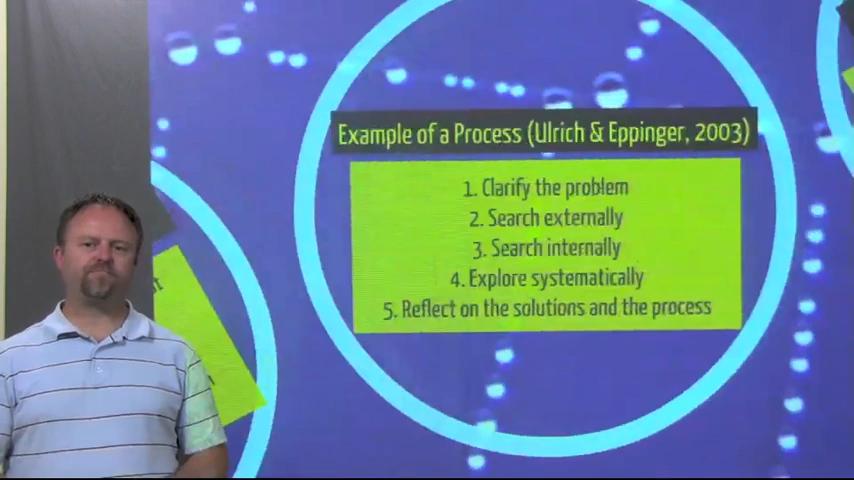 Example of a Process (Ulrich & Eppinger, 2003)
1. Clarify the problem
2. Search externally
3. Search internally
4. Explore systematically
5. Reflect on the solutions and the process